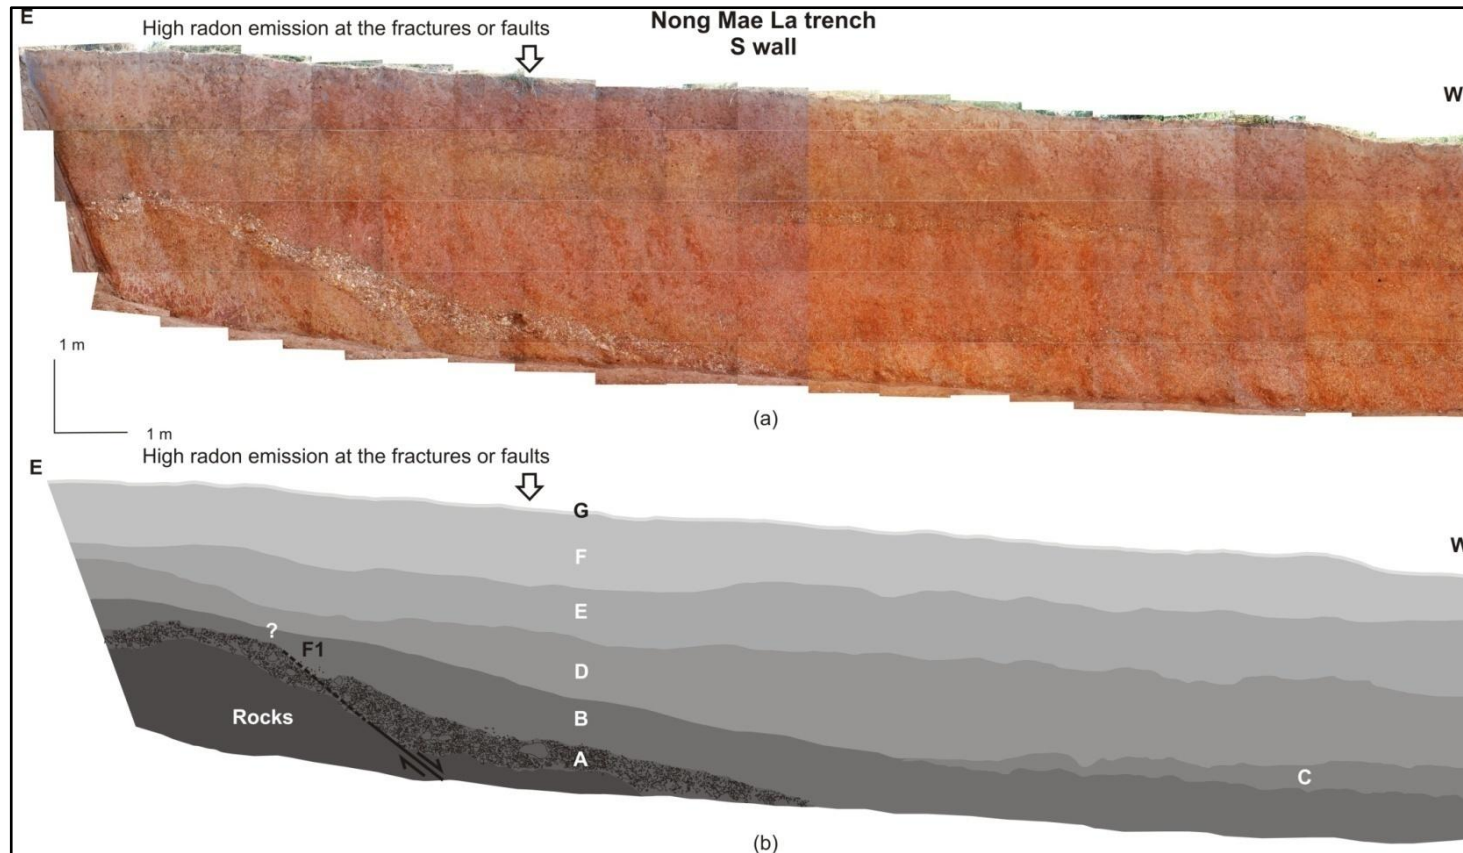 E
Nong Mae La trench
S wall
High radon emission at the fractures or faults
W
1 m
1 m
(a)
High radon emission at the fractures or faults
E
G
W
F
E
?
F1
D
Rocks
B
A
C
(b)